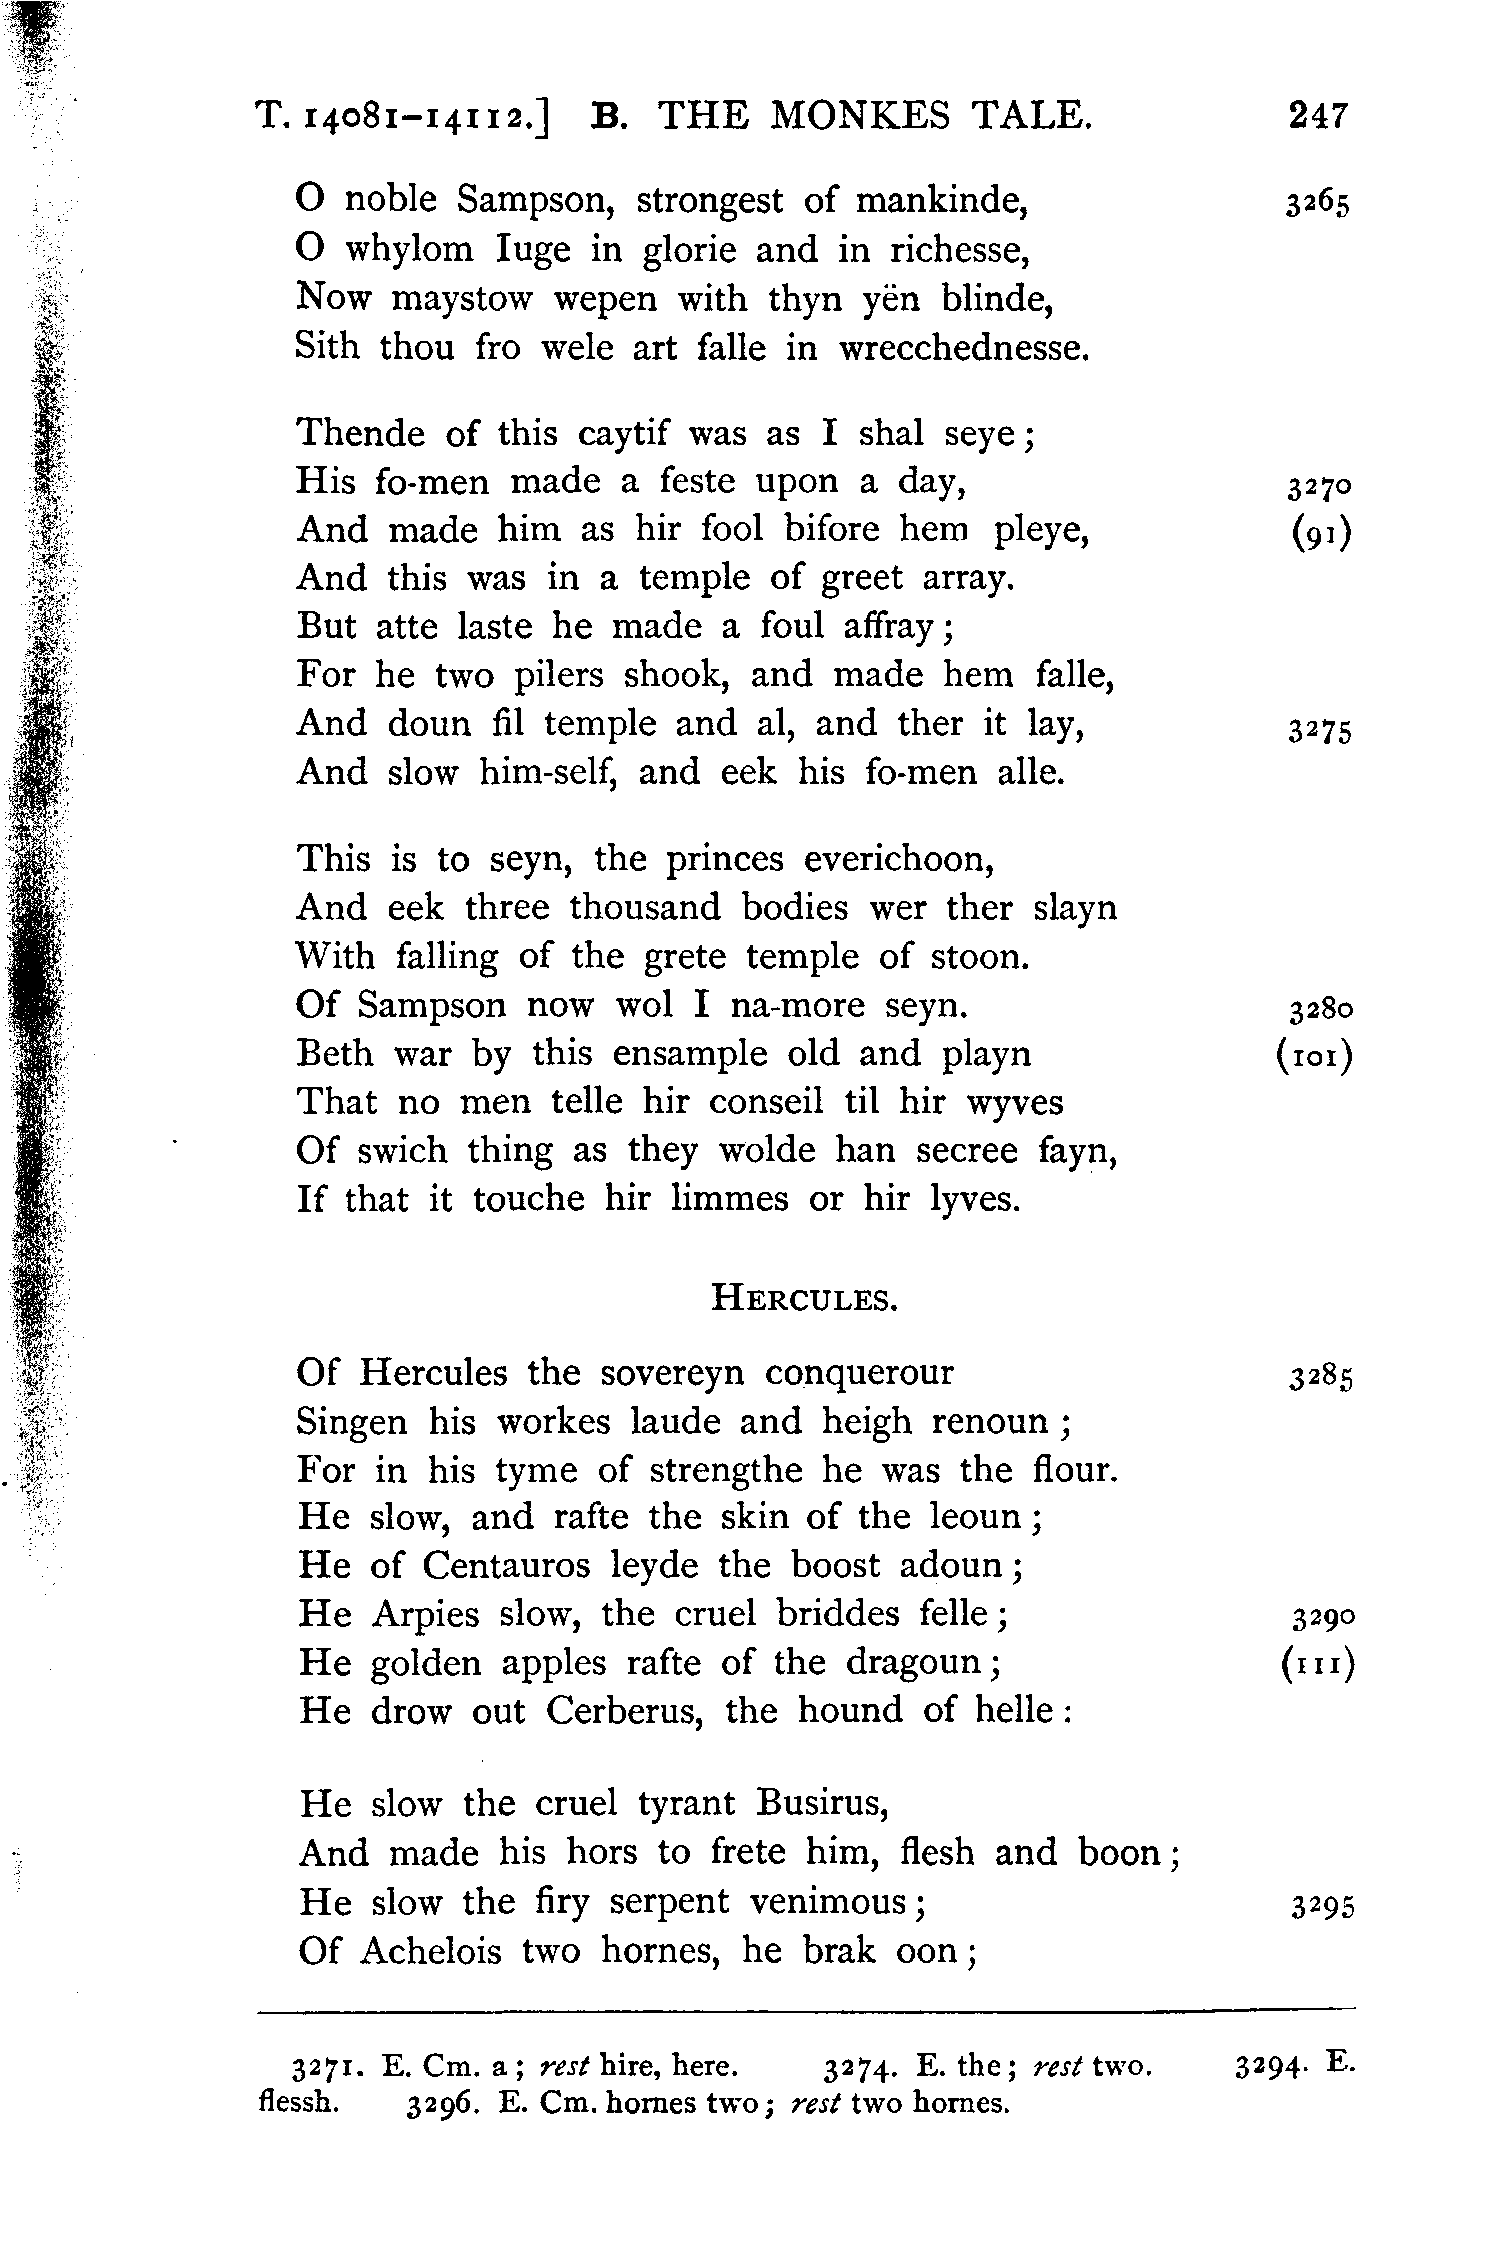 T. 14081-14112.] B. THE MONKES TALE. 247
O noble Sampson, strongest of mankinde, 3265
O whylom Iuge in glorie and in richesse,
Now maystow wepen with thyn yën blinde,
Sith thou fro wele art falle in wrecchednesse.
Thende of this caytif was as I shal seye;
His fo-men made a feste upon a day, 3270
And made him as hir fool bifore hem pleye, (91)
And this was in a temple of greet array.
But atte laste he made a foul affray;
For he two pilers shook, and made hem falle,
And doun fil temple and al, and ther it lay, 3275
And slow him-self, and eek his fo-men alle.
This is to seyn, the princes everichoon,
And eek three thousand bodies wer ther slayn
With falling of the grete temple of stoon.
Of Sampson now wol I na-more seyn. 3280
Beth war by this ensample old and playn (101)
That no men telle hir conseil til hir wyves
Of swich thing as they wolde han secree fayn,
If that it touche hir limmes or hir lyves.
HERCULES.
Of Hercules the sovereyn conquerour 3285
Singen his workes laude and heigh renoun;
For in his tyme of strengthe he was the flour.
He slow, and rafte the skin of the leoun;
He of Centauros leyde the boost adoun;
He Arpies slow, the cruel briddes felle; 3290
He golden apples rafte of the dragoun; (111)
He drow out Cerberus, the hound of helle:
He slow the cruel tyrant Busirus,
And made his hors to frete him, flesh and boon;
He slow the firy serpent venimous; 3295
Of Achelois two hornes, he brak oon;
3271. E. Cm. a; rest hire, here. 3274. E. the; rest two. 3294. E.
flessh. 3296. E. Cm. hornes two; rest two hornes.